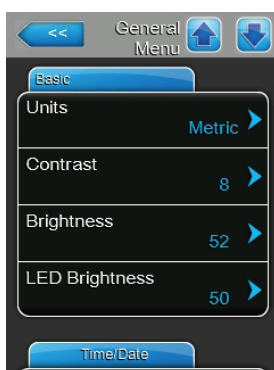 <<
General
Menu
Basic
Units
Metric
Contrast
8
Brightness
52
LED Brightness
50
Time/Date